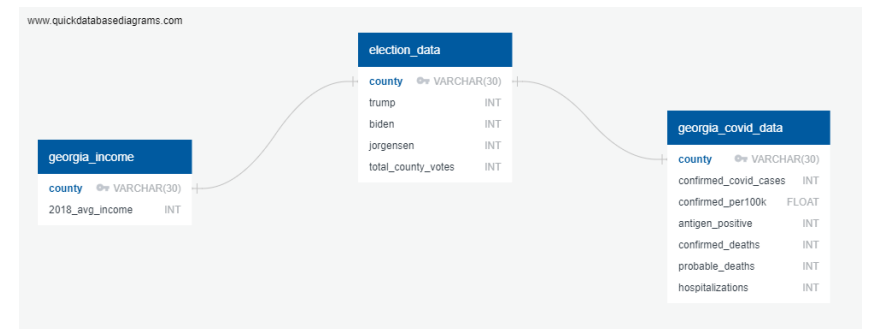 www.quickdatabasediagrams.com
election_data
county VARCHAR(30)
trump INT
biden INT
jorgensen INT
total_county_votes INT
georgia_income
county VARCHAR(30)
2018_avg_income INT
georgia_covid_data
county VARCHAR(30)
confirmed_covid_cases INT
confirmed_per100k FLOAT
antigen_positive INT
confirmed_deaths INT
probable_deaths INT
hospitalizations INT